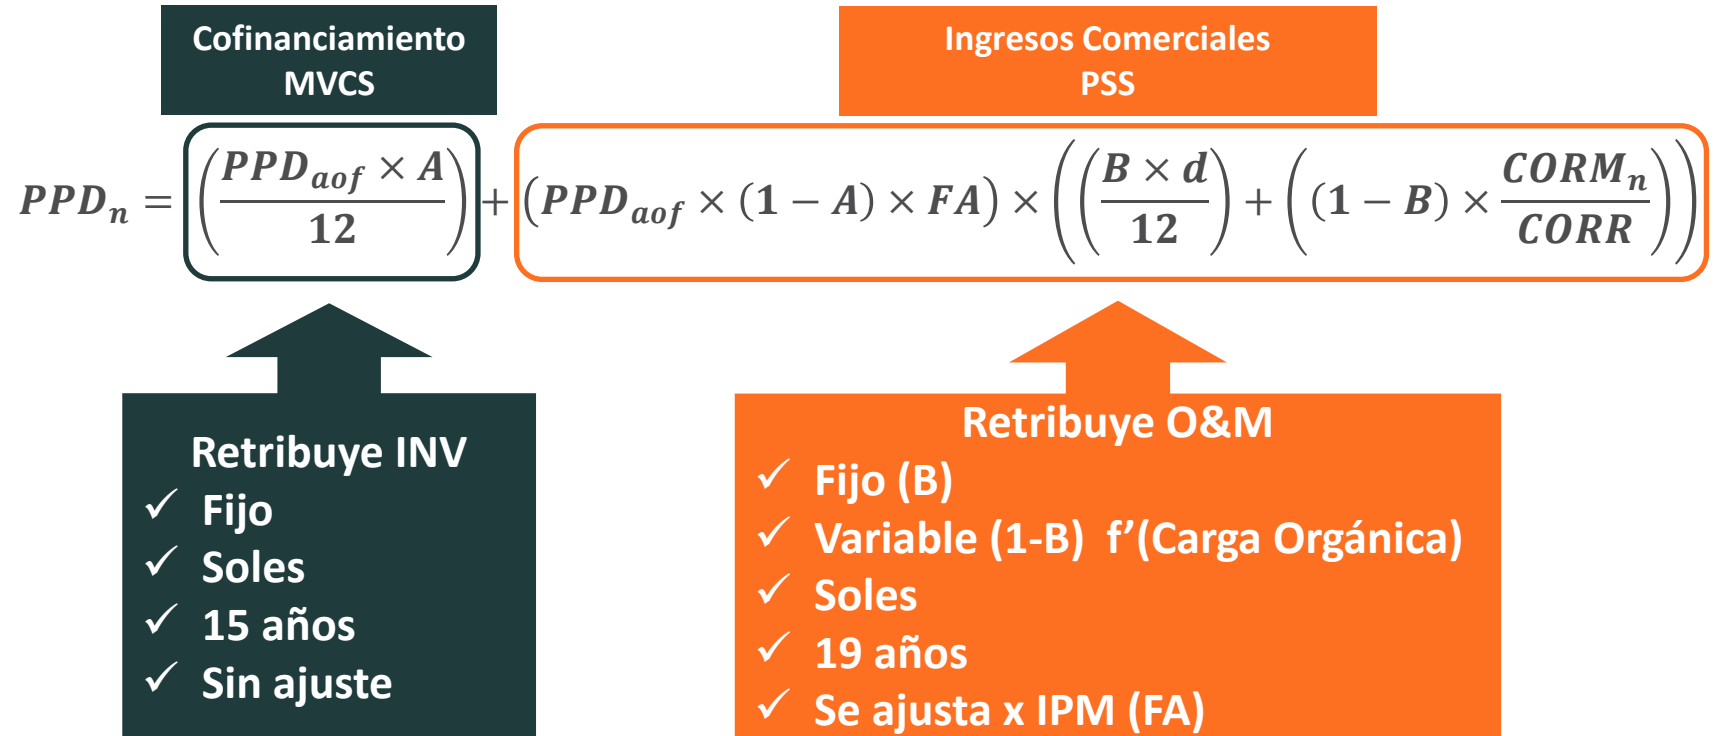 Cofinanciamiento
MVCS
Ingresos Comerciales
PSS
PPD_n = ((PPD_aof × A)/12) + (PPD_aof × (1 − A) × FA) × (((B × d)/12) + ((1 − B) × CORM_n/CORR))
Retribuye INV
✓ Fijo
✓ Soles
✓ 15 años
✓ Sin ajuste
Retribuye O&M
✓ Fijo (B)
✓ Variable (1-B) f’(Carga Orgánica)
✓ Soles
✓ 19 años
✓ Se ajusta x IPM (FA)